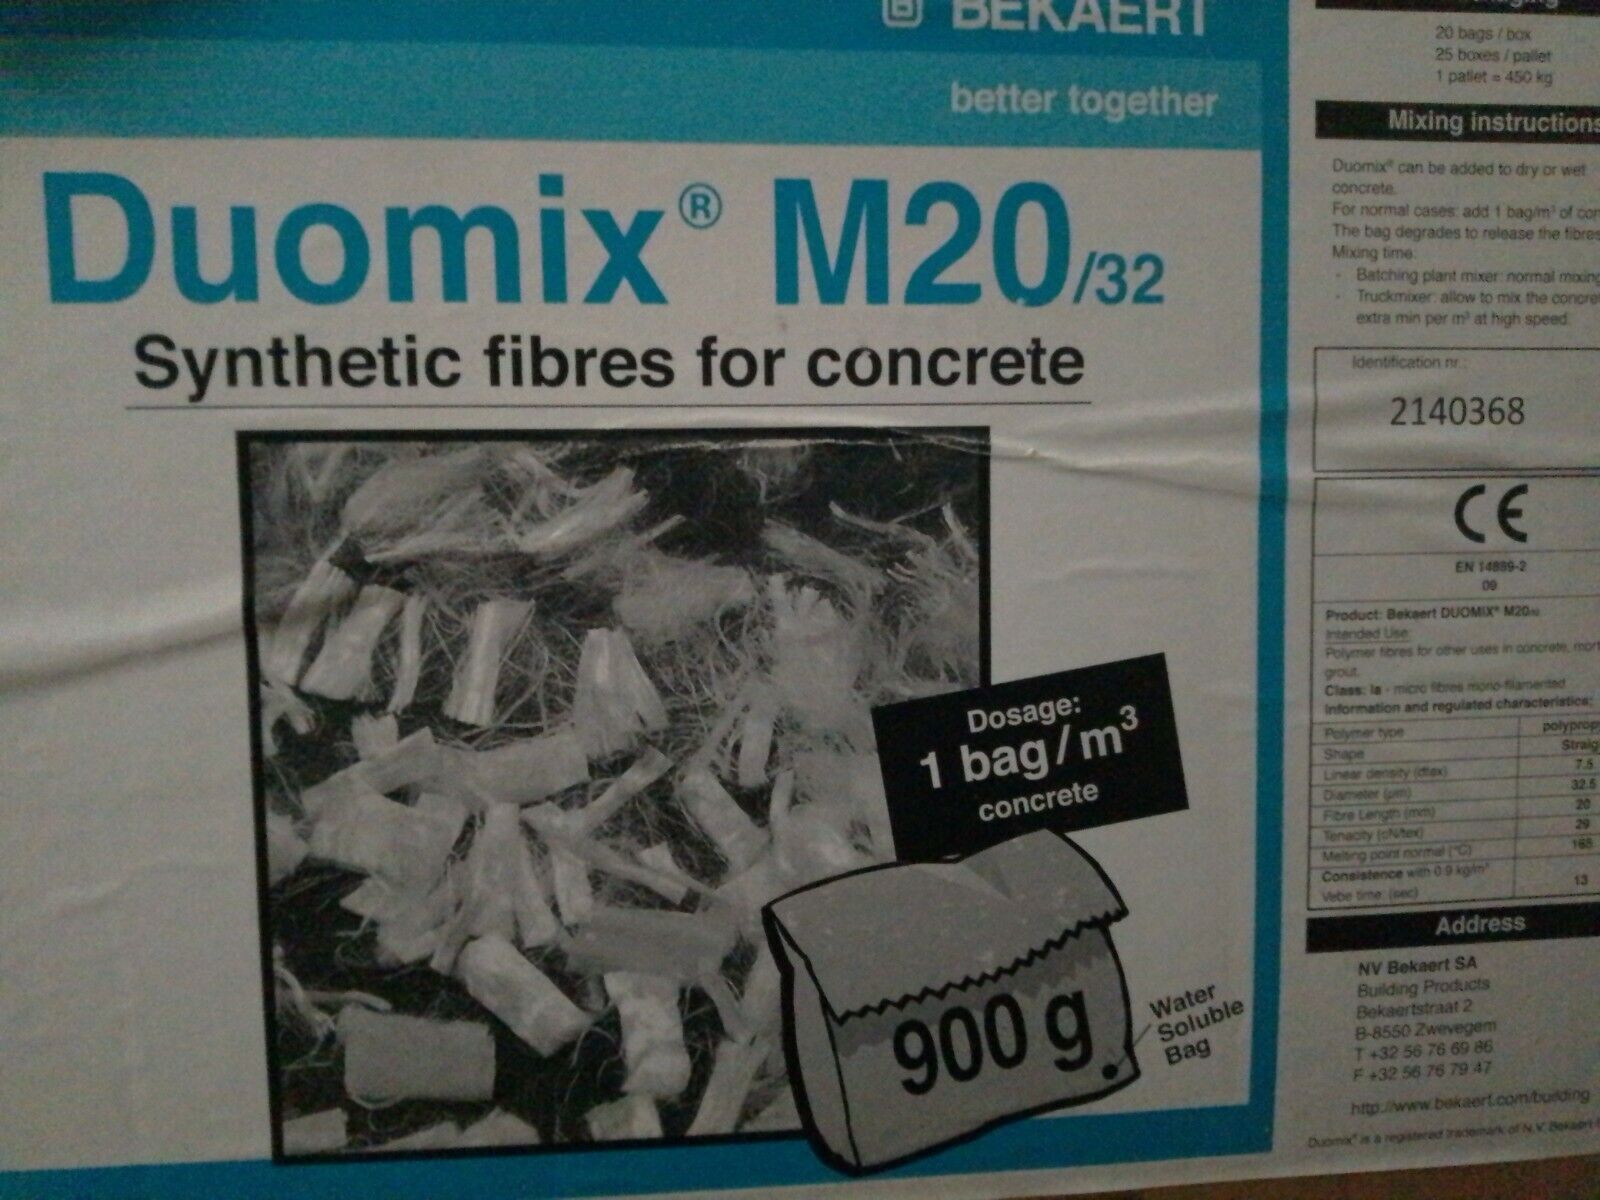 BEKAERT
better together
Duomix® M20/32
Synthetic fibres for concrete
Dosage:
1 bag/m³
concrete
900 g
Water
Soluble
Bag
20 bags / box
25 boxes / pallet
1 pallet = 450 kg
Mixing instructions
Duomix® can be added to dry or wet
concrete.
For normal cases: add 1 bag/m³ of
The bag degrades to release the fibres
Mixing time:
- Batching plant mixer: normal mixing
- Truckmixer: allow to mix the
extra min per m³ at high speed.
Identification nr.:
2140368
CE
EN 14889-2
09
Product: Bekaert DUOMIX® M20
Intended Use:
Polymer fibres for other uses in concrete,
grout.
Class: Ia - micro fibres mono-filamented
Information and regulated characteristics:
Polymer type
Shape
Linear density (dtex) 7.5
Diameter (µm) 32.5
Fibre Length (mm) 20
Tenacity (cN/tex) 29
Melting point normal (°C) 165
Consistence with 0.9 kg/m³
Vebe time: (sec) 13
Address
NV Bekaert SA
Building Products
Bekaertstraat 2
B-8550 Zwevegem
T +32 56 76 69 86
F +32 56 76 79 47
http://www.bekaert.com/building
Duomix® is a registered trademark of N.V. Bekaert